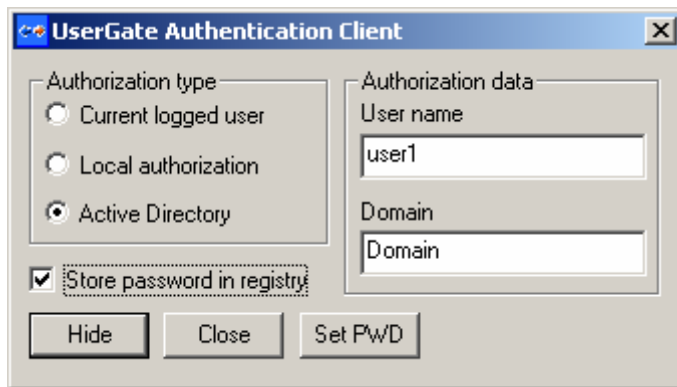 UserGate Authentication Client
Authorization type
Current logged user
Local authorization
Active Directory
Store password in registry
Authorization data
User name
user1
Domain
Domain
Hide
Close
Set PWD